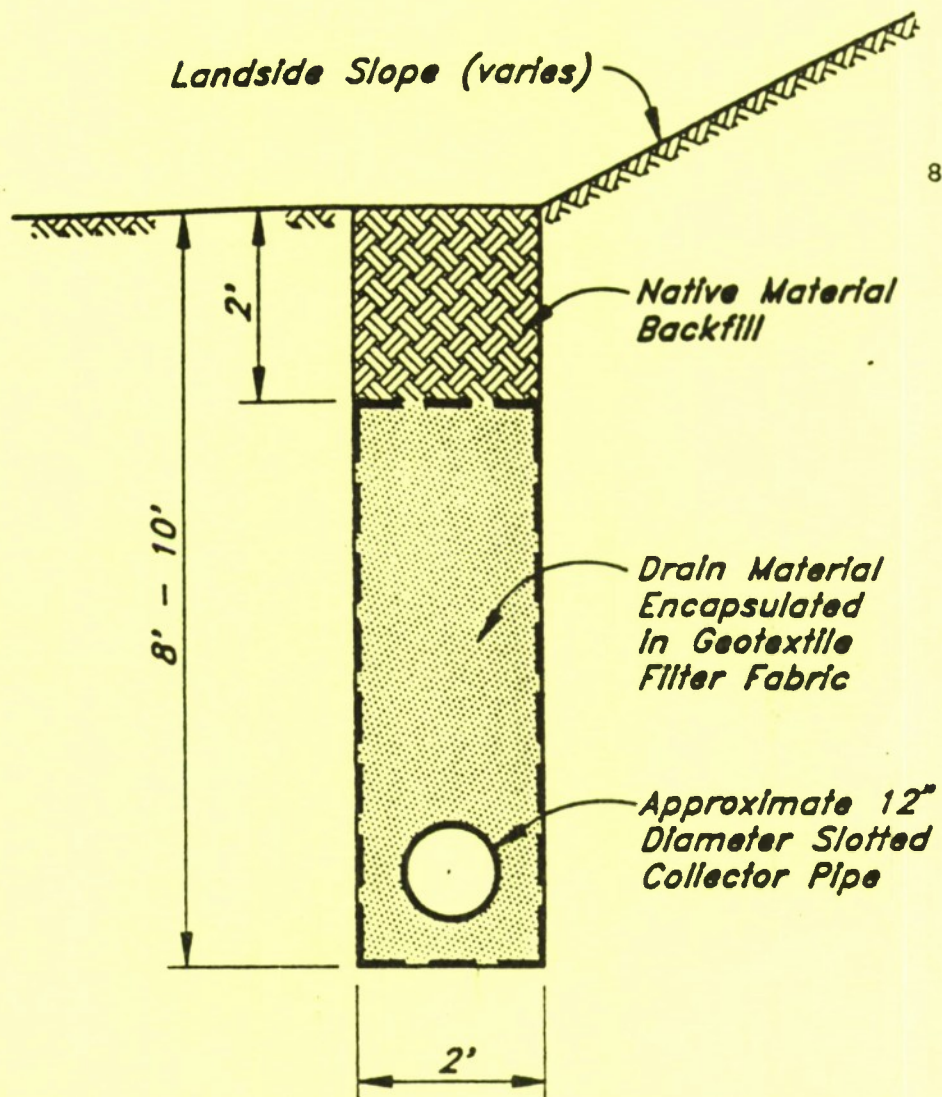 Landside Slope (varies)
8
2'
Native Material
Backfill
8' - 10'
Drain Material
Encapsulated
in Geotextile
Filter Fabric
Approximate 12"
Diameter Slotted
Collector Pipe
2'